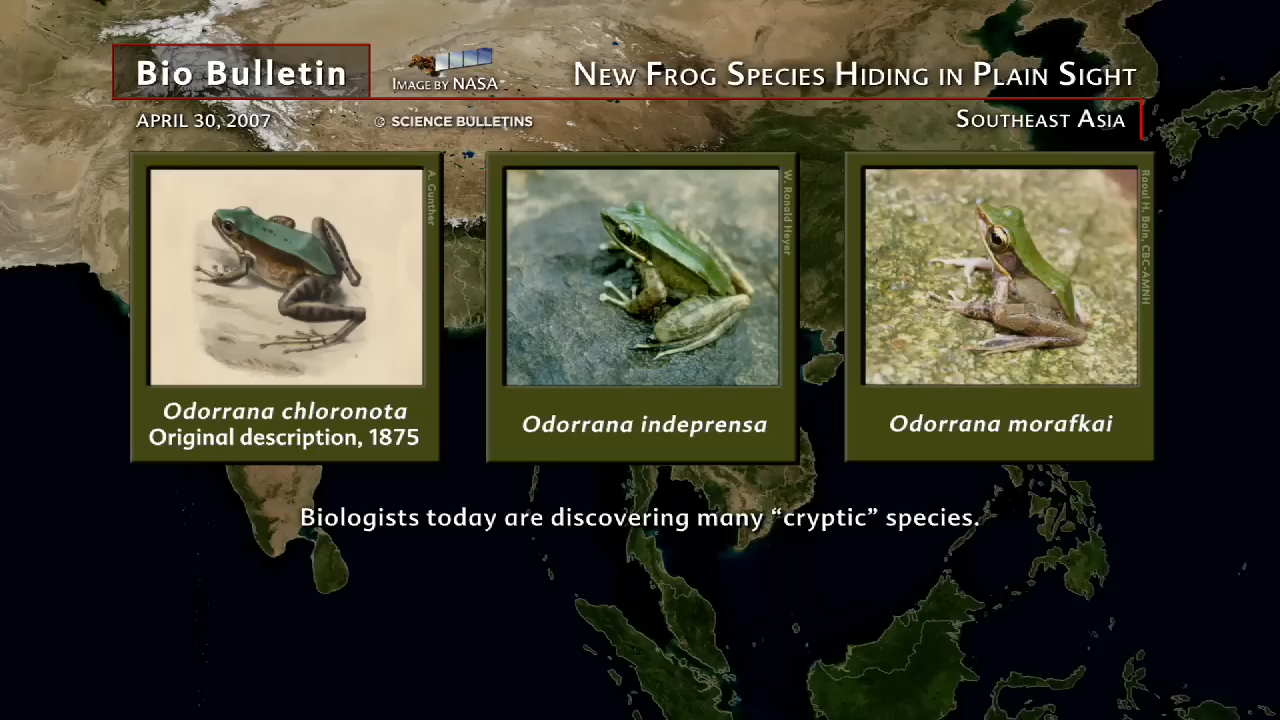 Bio Bulletin
IMAGE BY NASA
NEW FROG SPECIES HIDING IN PLAIN SIGHT
APRIL 30, 2007
© SCIENCE BULLETINS
SOUTHEAST ASIA
A. Gunther
W. Ronald Heyer
Raoul H. Bain, CBC-AMNH
Odorrana chloronota
Original description, 1875
Odorrana indeprensa
Odorrana morafkai
Biologists today are discovering many “cryptic” species.